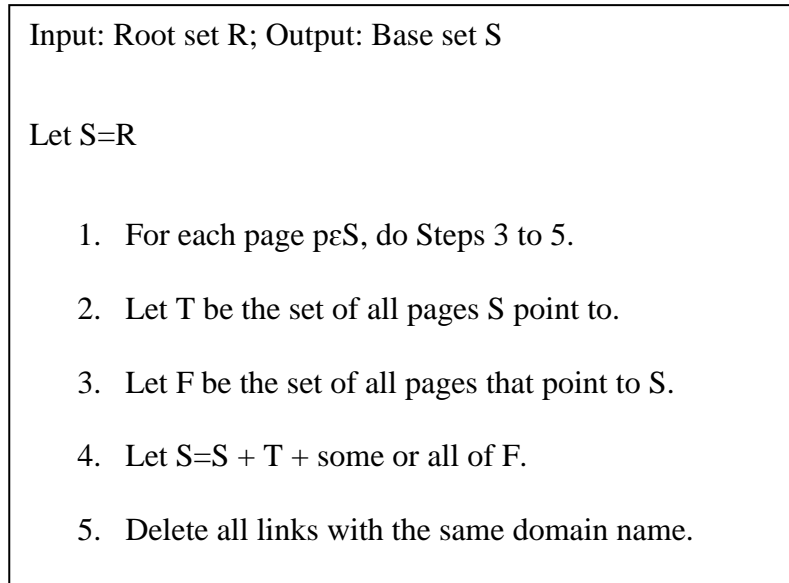 Input: Root set R; Output: Base set S
Let S=R
1. For each page pεS, do Steps 3 to 5.
2. Let T be the set of all pages S point to.
3. Let F be the set of all pages that point to S.
4. Let S=S + T + some or all of F.
5. Delete all links with the same domain name.